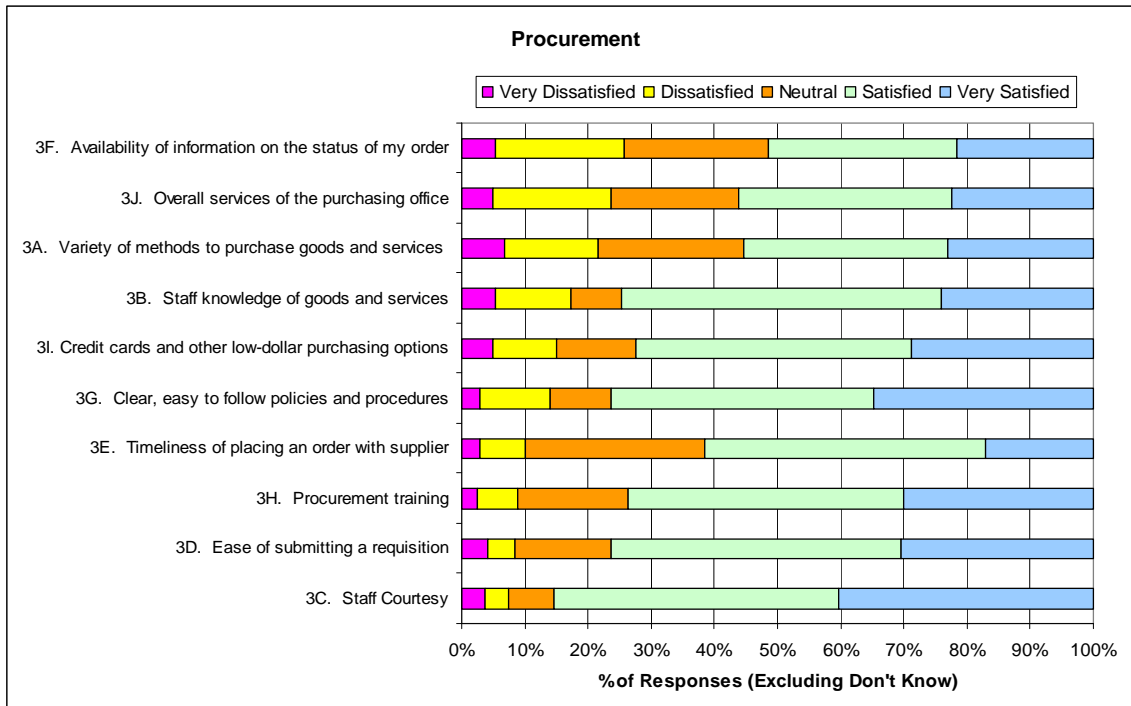 Procurement
Very Dissatisfied Dissatisfied Neutral Satisfied Very Satisfied
3F. Availability of information on the status of my order
3J. Overall services of the purchasing office
3A. Variety of methods to purchase goods and services
3B. Staff knowledge of goods and services
3I. Credit cards and other low-dollar purchasing options
3G. Clear, easy to follow policies and procedures
3E. Timeliness of placing an order with supplier
3H. Procurement training
3D. Ease of submitting a requisition
3C. Staff Courtesy
0% 10% 20% 30% 40% 50% 60% 70% 80% 90% 100%
% of Responses (Excluding Don't Know)